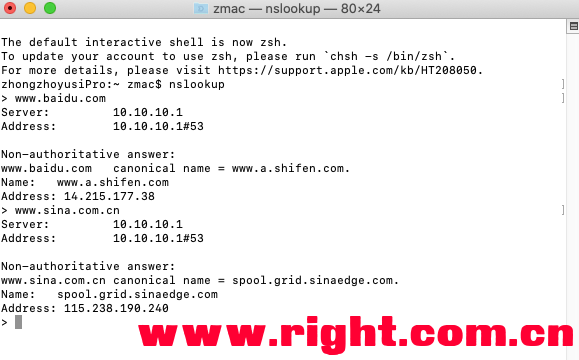 zmac — nslookup — 80×24
The default interactive shell is now zsh.
To update your account to use zsh, please run `chsh -s /bin/zsh`.
For more details, please visit https://support.apple.com/kb/HT208050.
zhongzhoyusiPro:~ zmac$ nslookup
> www.baidu.com
Server:		10.10.10.1
Address:	10.10.10.1#53
Non-authoritative answer:
www.baidu.com	canonical name = www.a.shifen.com.
Name:	www.a.shifen.com
Address: 14.215.177.38
> www.sina.com.cn
Server:		10.10.10.1
Address:	10.10.10.1#53
Non-authoritative answer:
www.sina.com.cn	canonical name = spool.grid.sinaedge.com.
Name:	spool.grid.sinaedge.com
Address: 115.238.190.240
>
www.right.com.cn